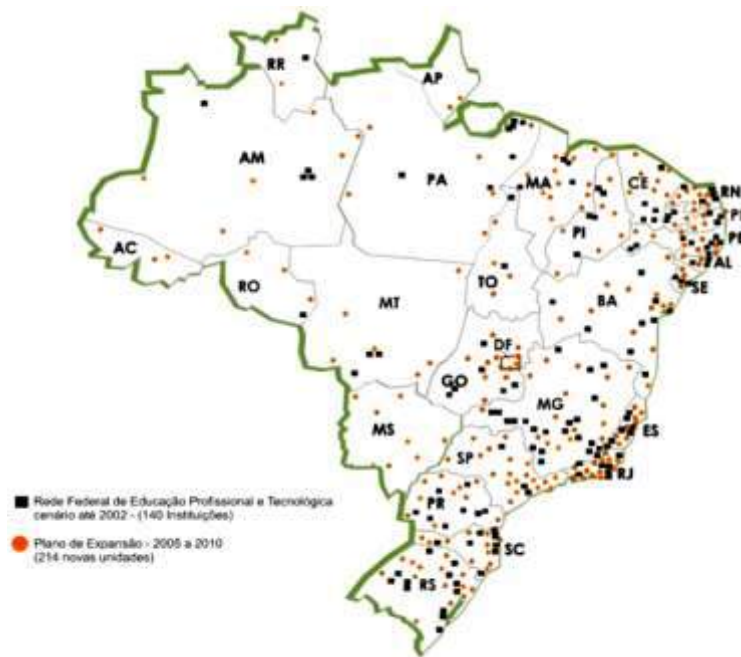 RR
AP
AM
PA
MA
CE
RN
PI
PE
AL
SE
AC
RO
TO
MT
BA
DF
GO
MG
ES
MS
SP
RJ
PR
SC
RS
Rede Federal de Educação Profissional e Tecnológica
cenário até 2002 - (140 Instituições)
Plano de Expansão - 2005 a 2010
(214 novas unidades)